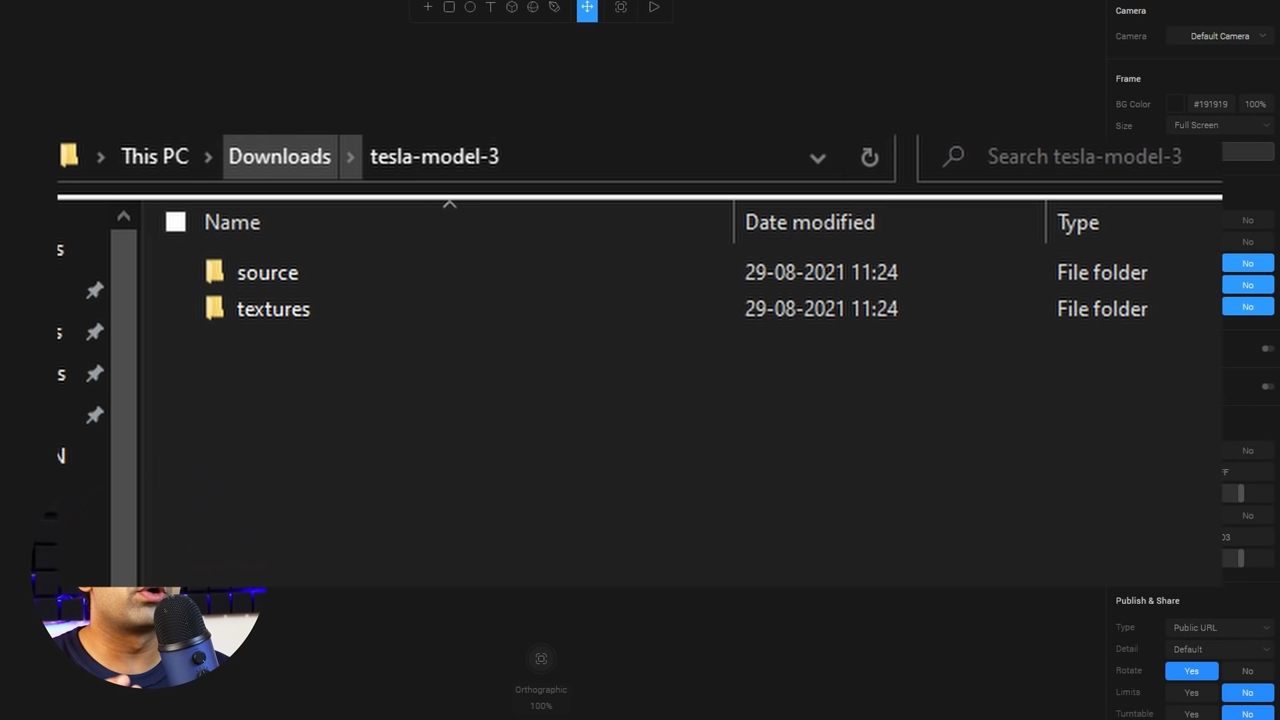 Camera
Camera Default Camera
Frame
BG Color #191919 100%
Size Full Screen
This PC Downloads tesla-model-3 Search tesla-model-3
Name Date modified Type
source 29-08-2021 11:24 File folder
textures 29-08-2021 11:24 File folder
s
s
s
N
No
No
No
No
No
No
FF
No
03
Publish & Share
Type Public URL
Detail Default
Rotate Yes No
Limits Yes No
Turntable Yes No
Orthographic
100%